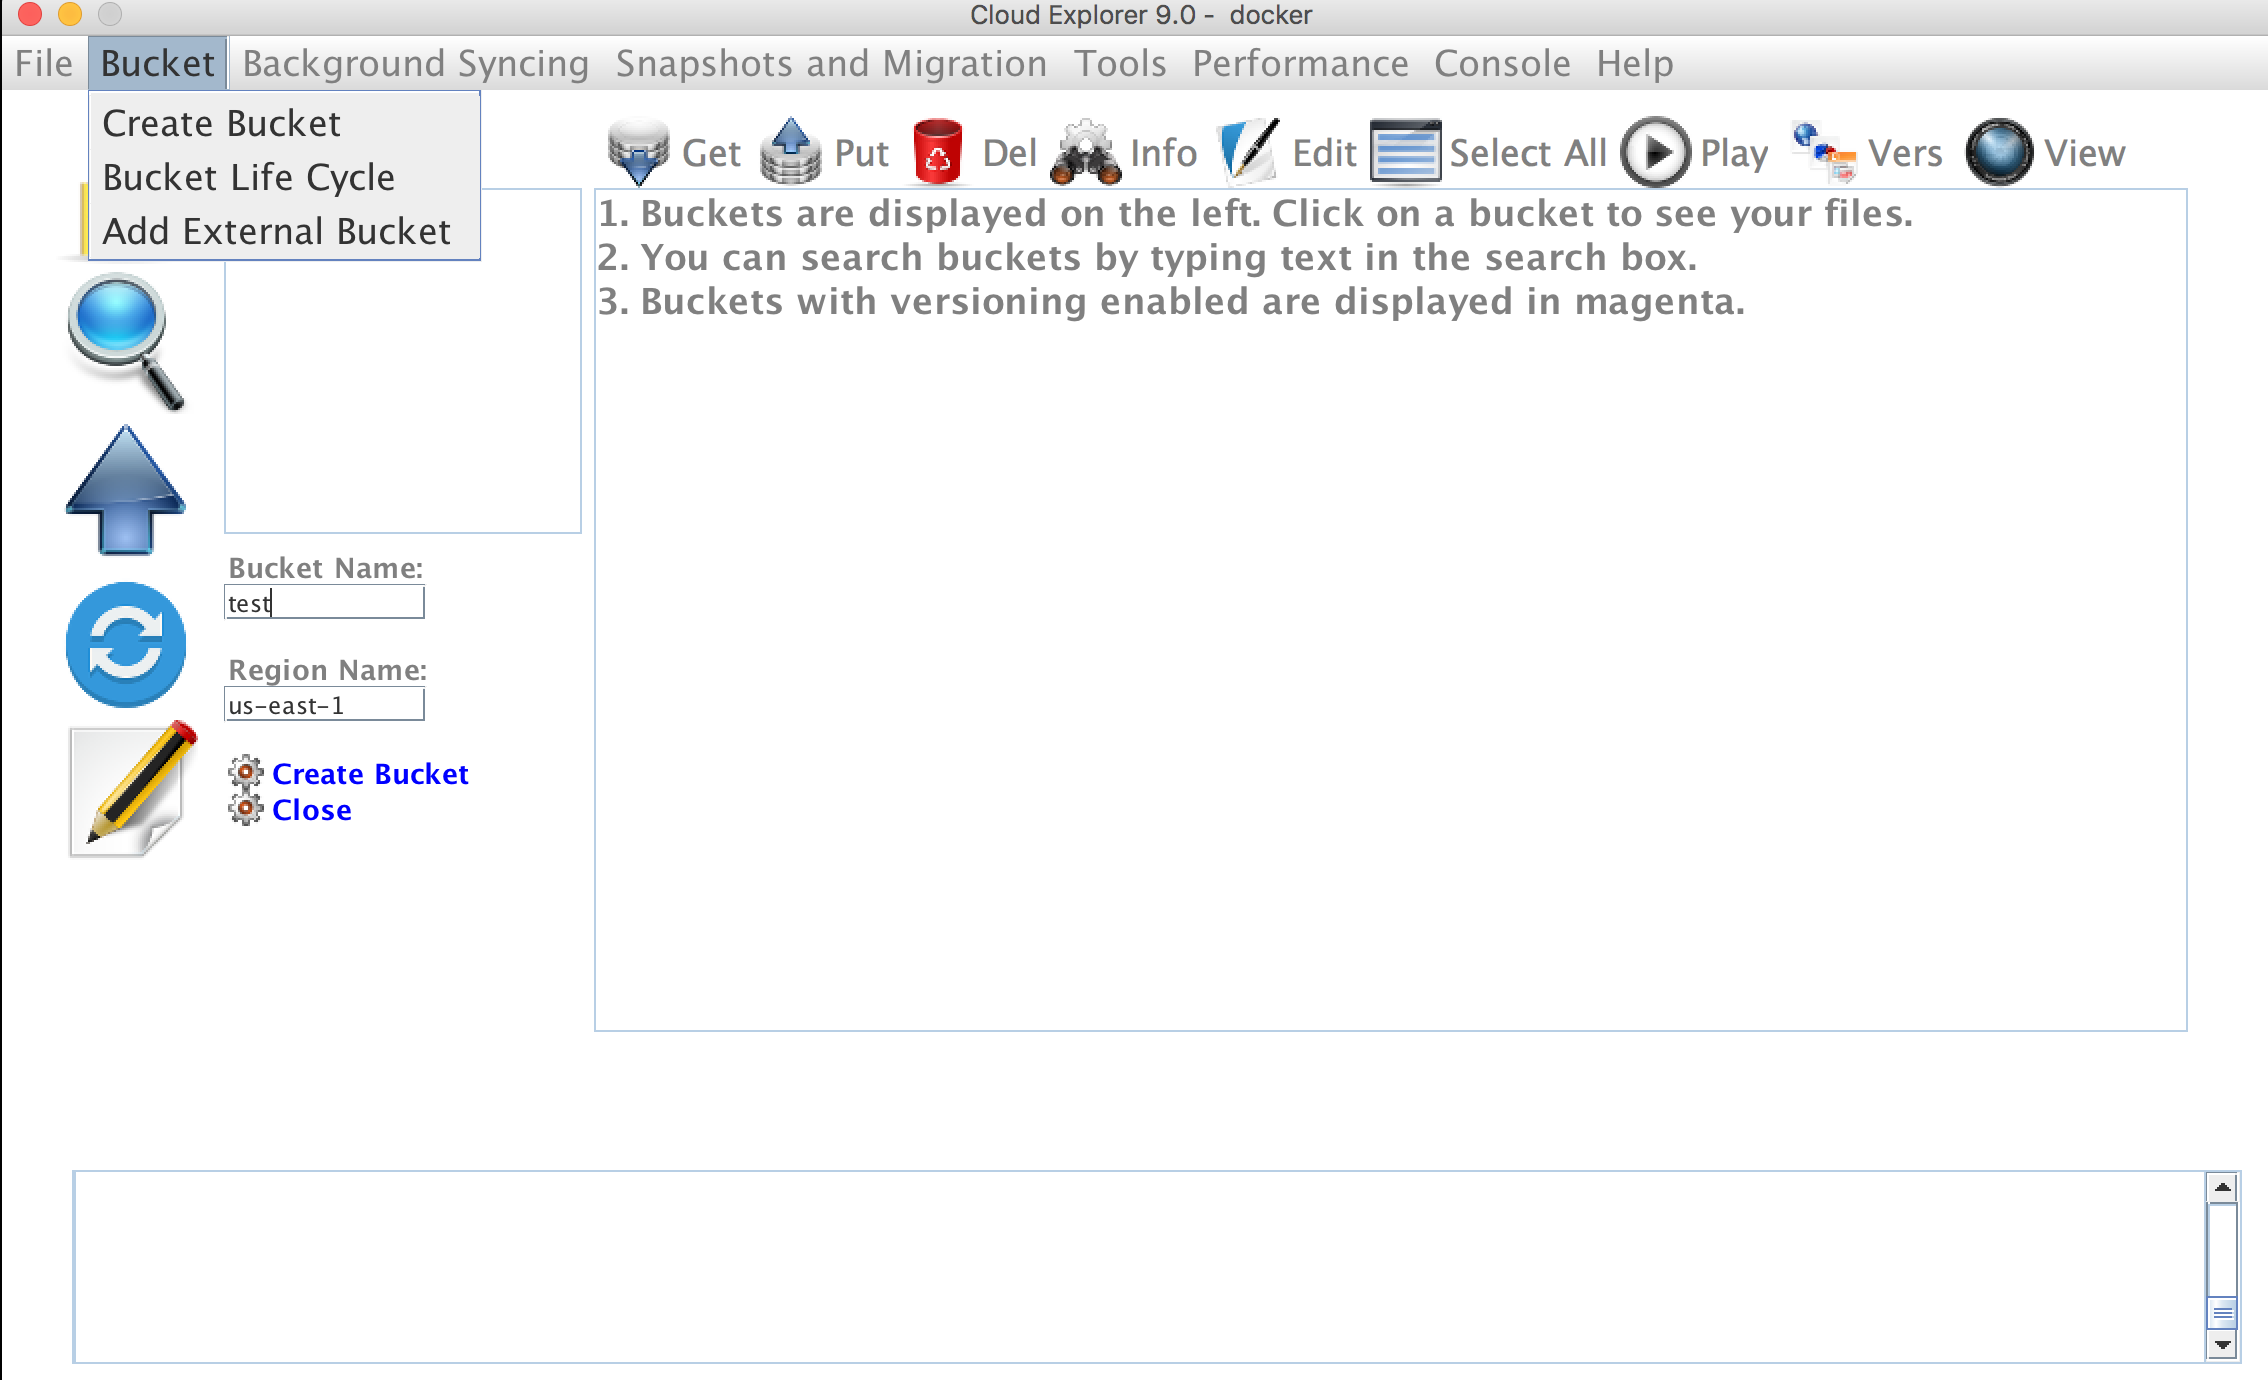 Cloud Explorer 9.0 - docker
File Bucket Background Syncing Snapshots and Migration Tools Performance Console Help
Create Bucket
Bucket Life Cycle
Add External Bucket
Get Put Del Info Edit Select All Play Vers View
1. Buckets are displayed on the left. Click on a bucket to see your files.
2. You can search buckets by typing text in the search box.
3. Buckets with versioning enabled are displayed in magenta.
Bucket Name:
test
Region Name:
us-east-1
Create Bucket
Close